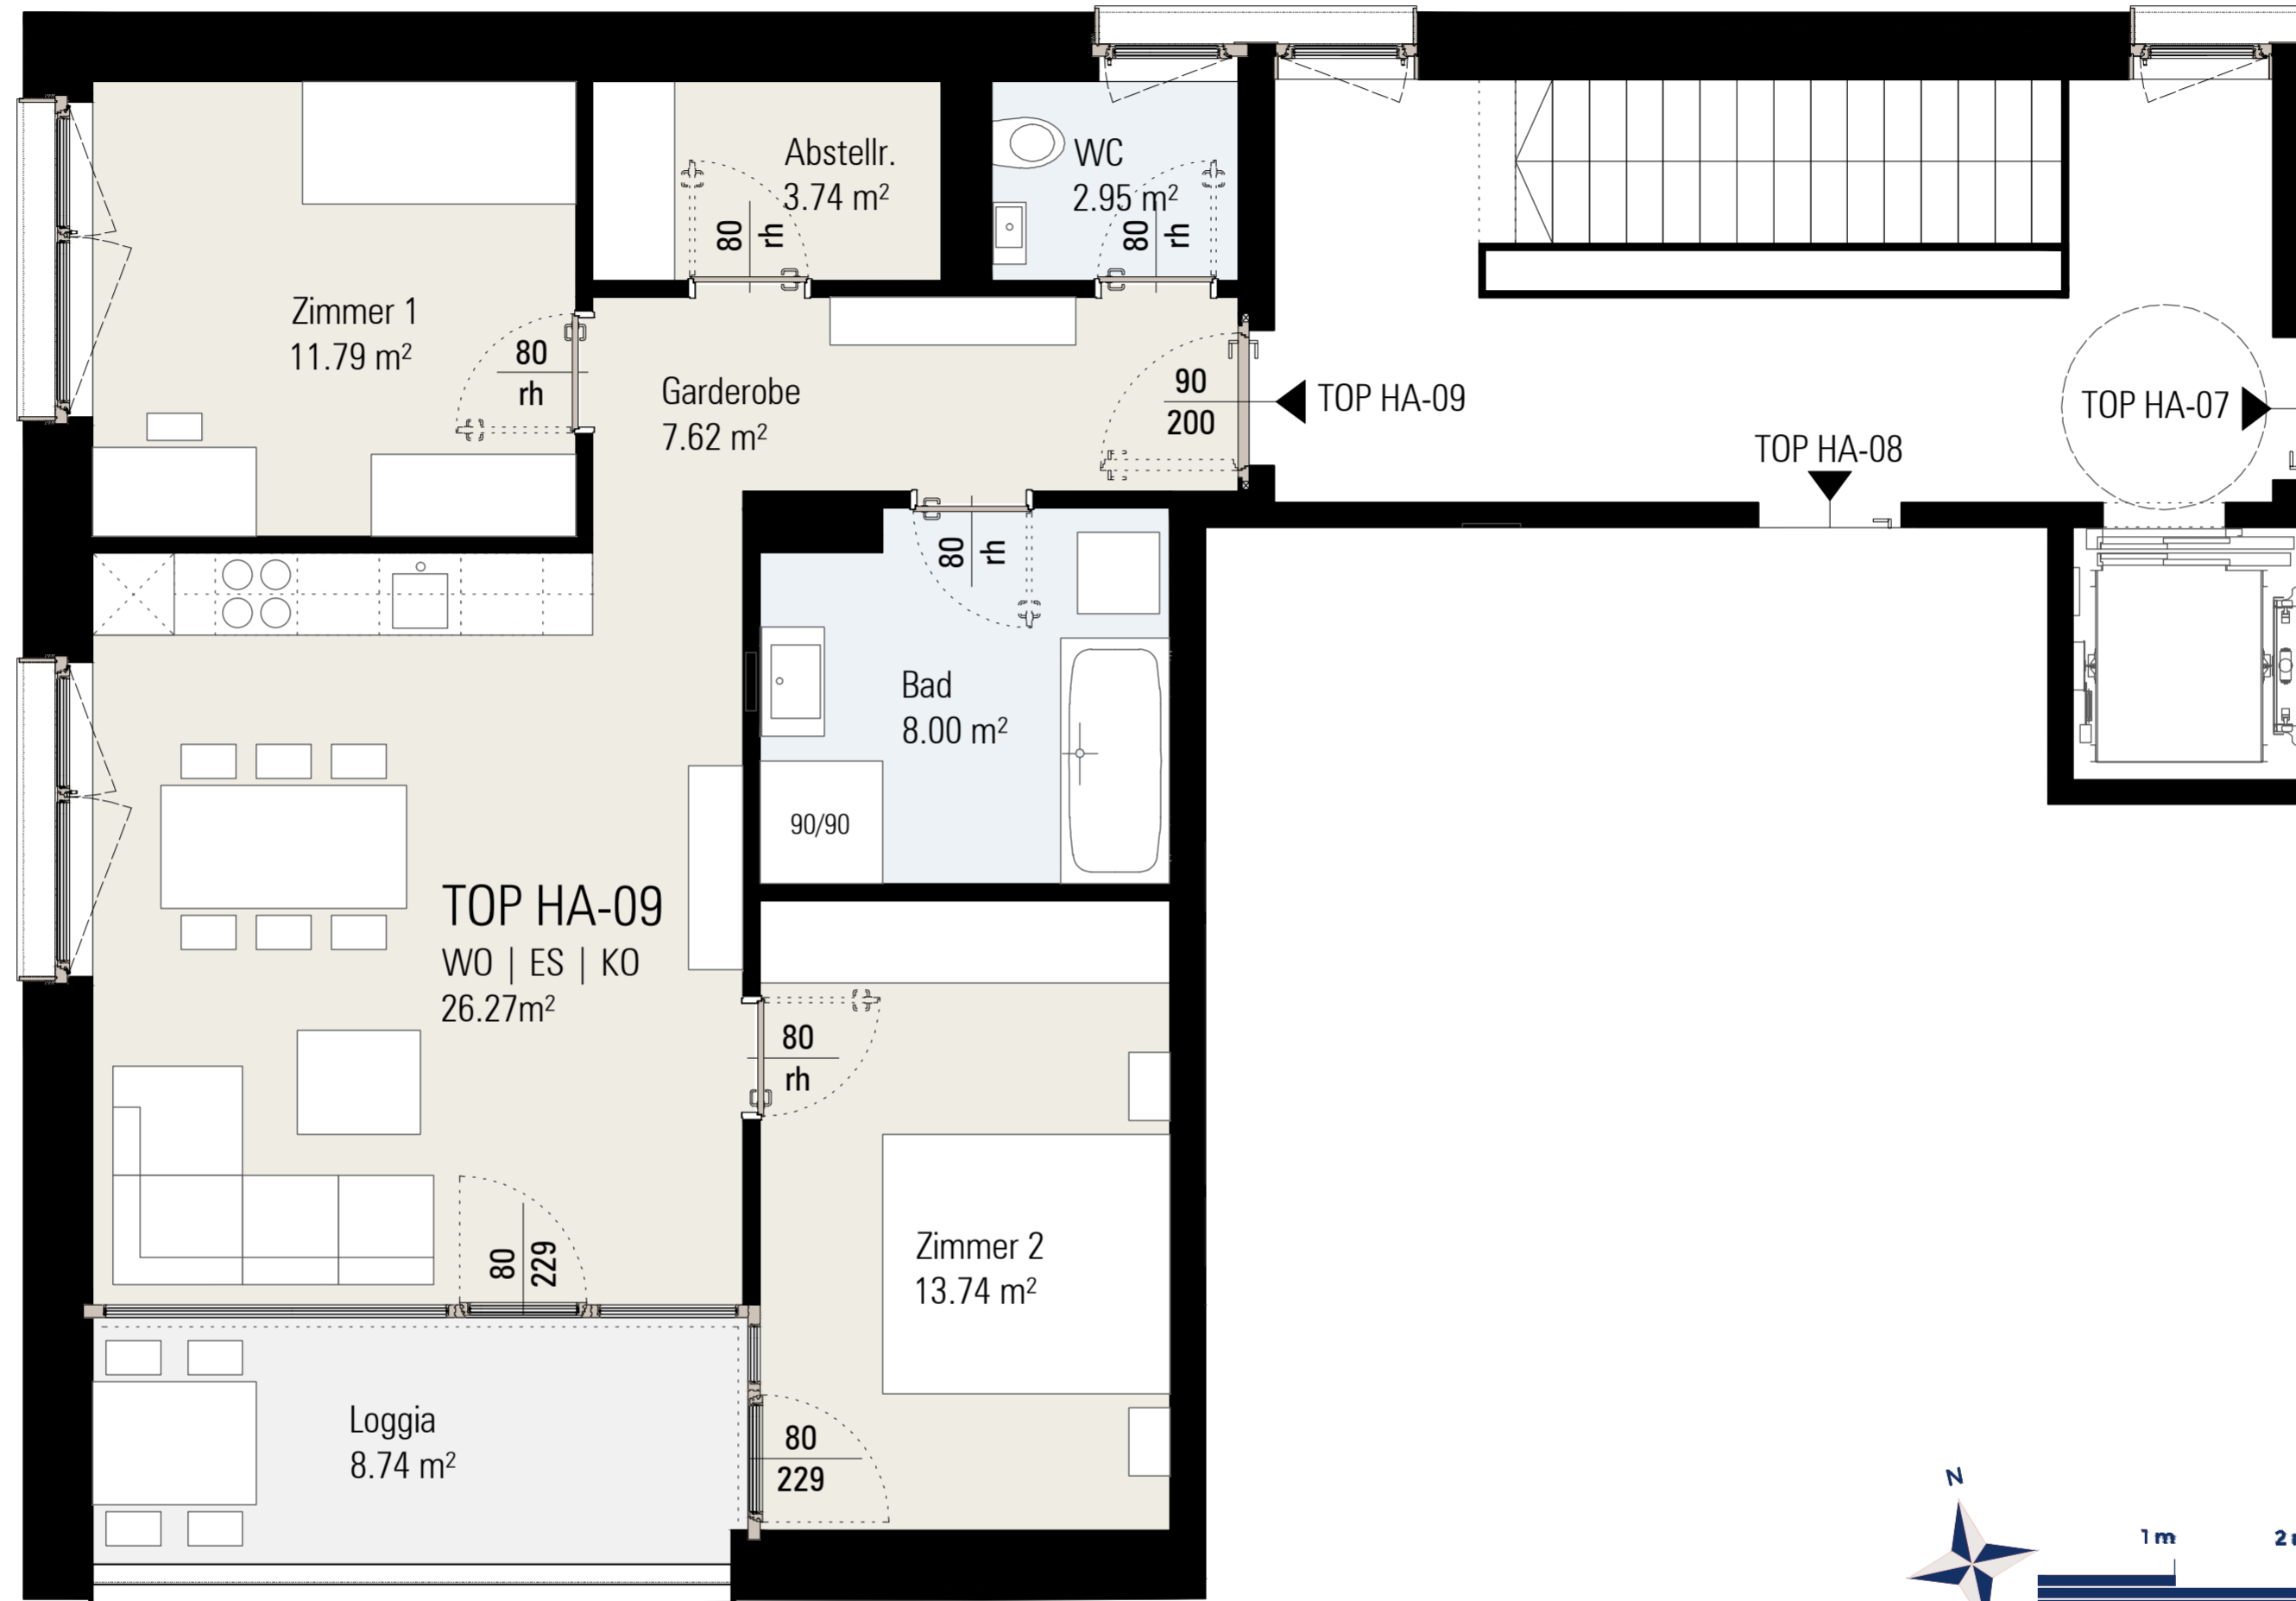 Abstellr.
3.74 m²
80
rh
WC
2.95 m²
80
rh
Zimmer 1
11.79 m²
80
rh
Garderobe
7.62 m²
90
200
TOP HA-09
TOP HA-08
TOP HA-07
80
rh
Bad
8.00 m²
90/90
TOP HA-09
WO | ES | KO
26.27m²
80
rh
80
229
Zimmer 2
13.74 m²
Loggia
8.74 m²
80
229
N
1 m
2